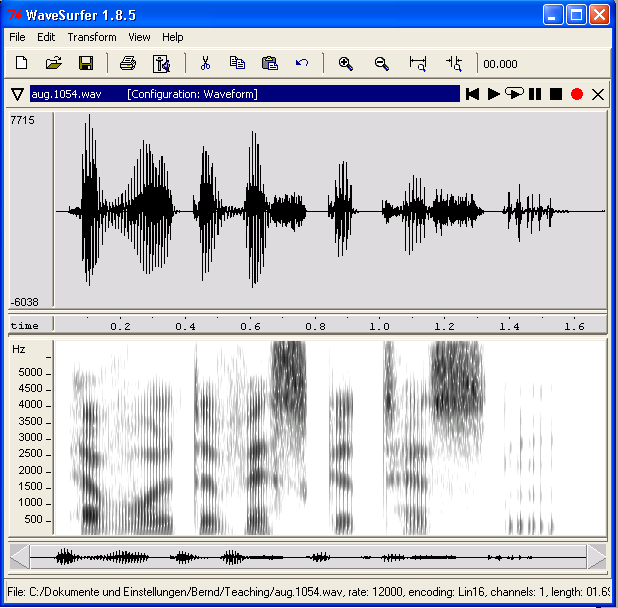 WaveSurfer 1.8.5
File Edit Transform View Help
00.000
aug.1054.wav [Configuration: Waveform]
7715
-6038
time 0.2 0.4 0.6 0.8 1.0 1.2 1.4 1.6
Hz
5000
4500
4000
3500
3000
2500
2000
1500
1000
500
File: C:/Dokumente und Einstellungen/Bernd/Teaching/aug.1054.wav, rate: 12000, encoding: Lin16, channels: 1, length: 01.69